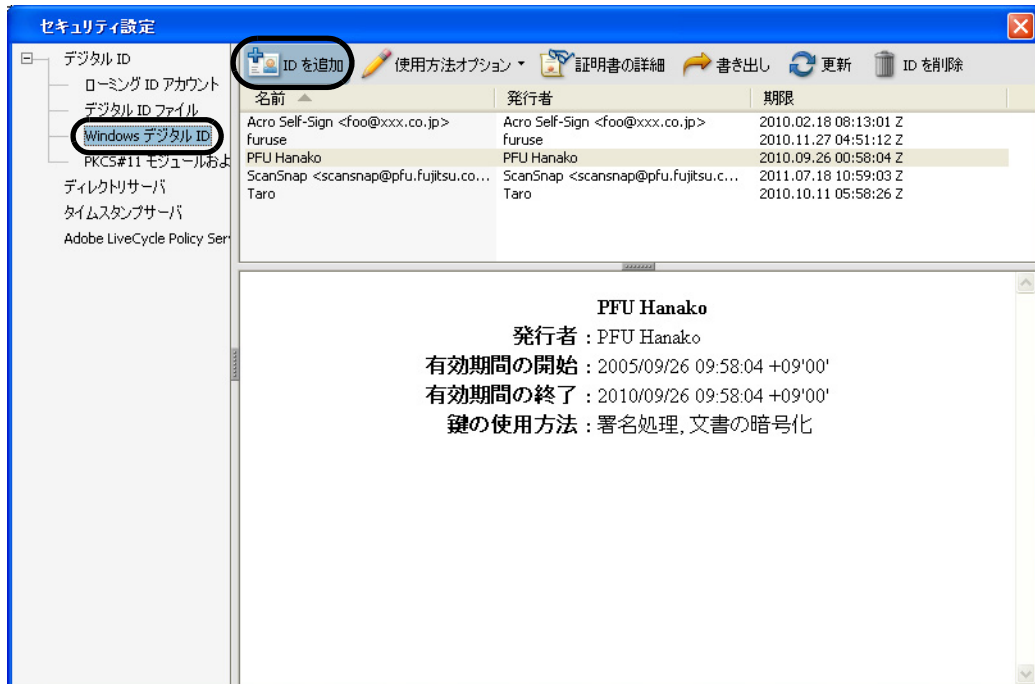 セキュリティ設定
デジタル ID
ローミング ID アカウント
デジタル ID ファイル
Windows デジタル ID
PKCS#11 モジュールおよ
ディレクトリサーバ
タイムスタンプサーバ
Adobe LiveCycle Policy Ser
ID を追加 使用方法オプション 証明書の詳細 書き出し 更新 ID を削除
名前 発行者 期限
Acro Self-Sign <foo@xxx.co.jp> Acro Self-Sign <foo@xxx.co.jp> 2010.02.18 08:13:01 Z
furuse furuse 2010.11.27 04:51:12 Z
PFU Hanako PFU Hanako 2010.09.26 00:58:04 Z
ScanSnap <scansnap@pfu.fujitsu.co... ScanSnap <scansnap@pfu.fujitsu.c... 2011.07.18 10:59:03 Z
Taro Taro 2010.10.11 05:58:26 Z
PFU Hanako
発行者 : PFU Hanako
有効期間の開始 : 2005/09/26 09:58:04 +09'00'
有効期間の終了 : 2010/09/26 09:58:04 +09'00'
鍵の使用方法 : 署名処理, 文書の暗号化